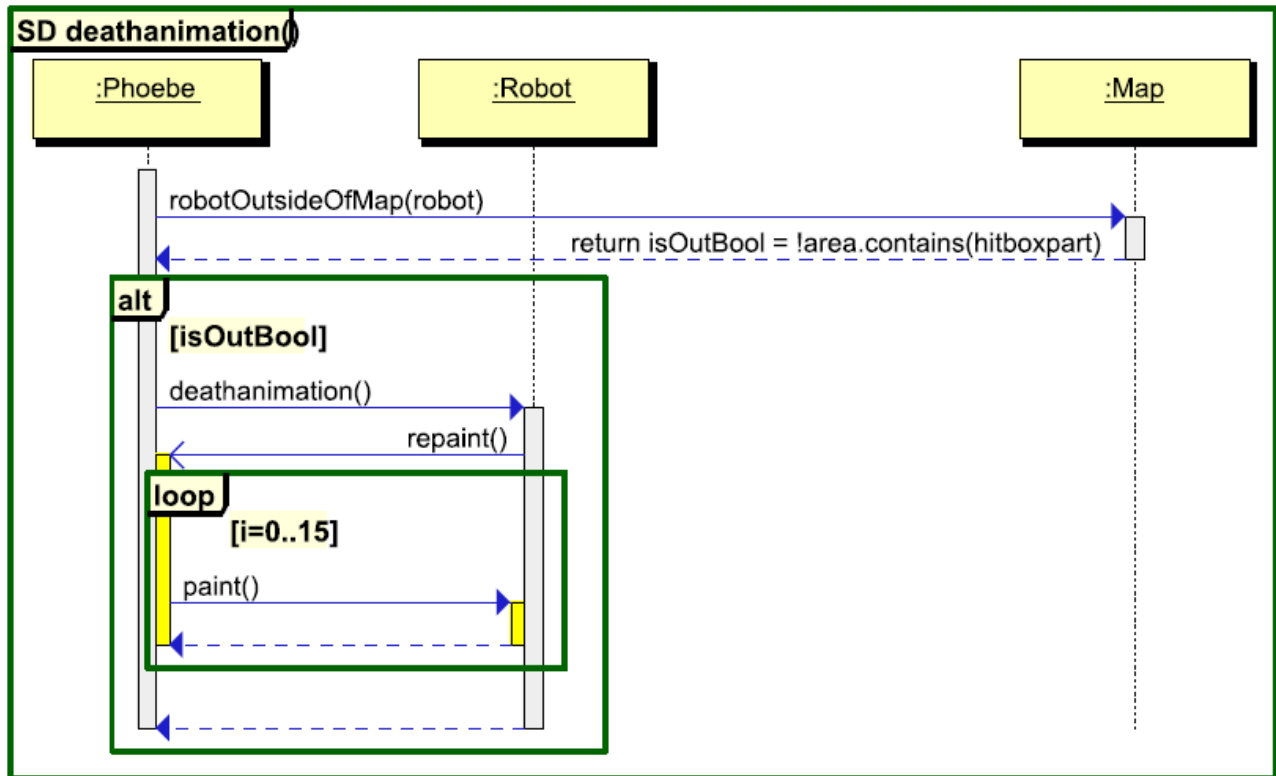 SD deathanimation()
:Phoebe
:Robot
:Map
robotOutsideOfMap(robot)
return isOutBool = !area.contains(hitboxpart)
alt
[isOutBool]
deathanimation()
repaint()
loop
[i=0..15]
paint()